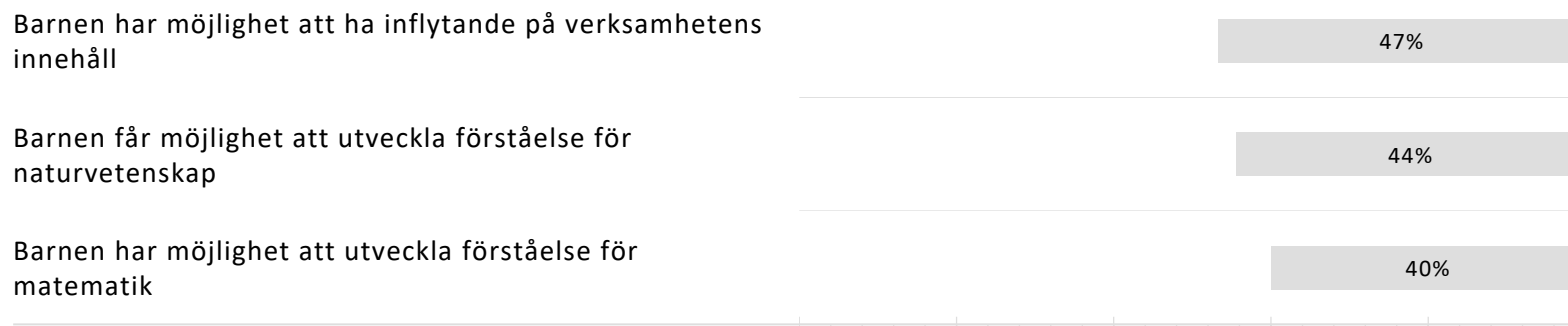 Barnen har möjlighet att ha inflytande på verksamhetens
innehåll
47%
Barnen får möjlighet att utveckla förståelse för
naturvetenskap
44%
Barnen har möjlighet att utveckla förståelse för
matematik
40%